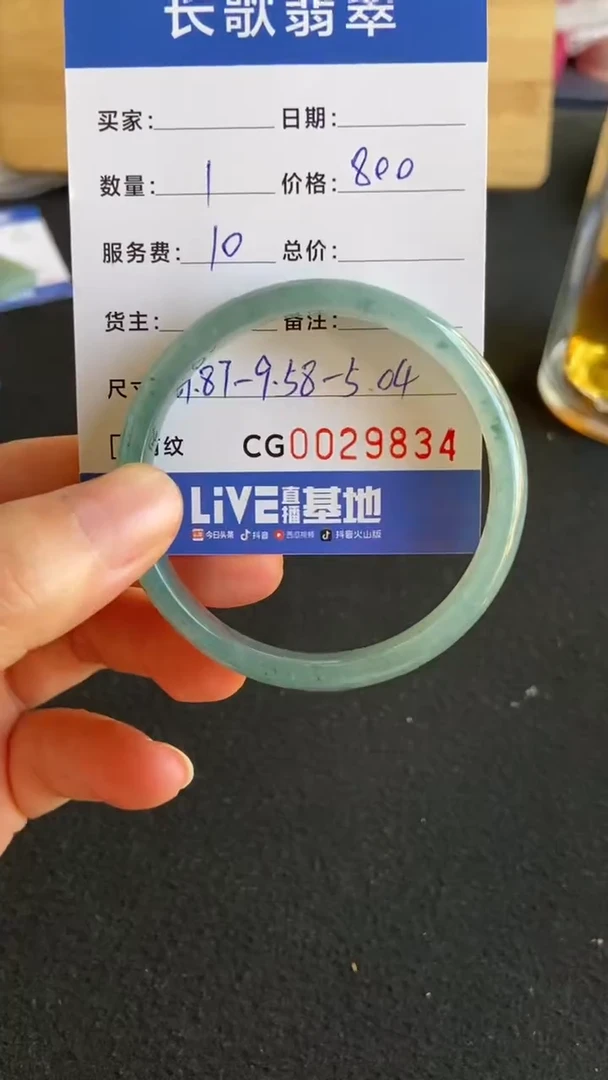 长歌翡翠
买家: 日期:
数量: 1 价格: 800
服务费: 10 总价:
货主: 备注:
尺 .87-9.58-5.04
纹 CG0029834
LiVE直播基地
今日头条 抖音 西瓜视频 抖音火山版